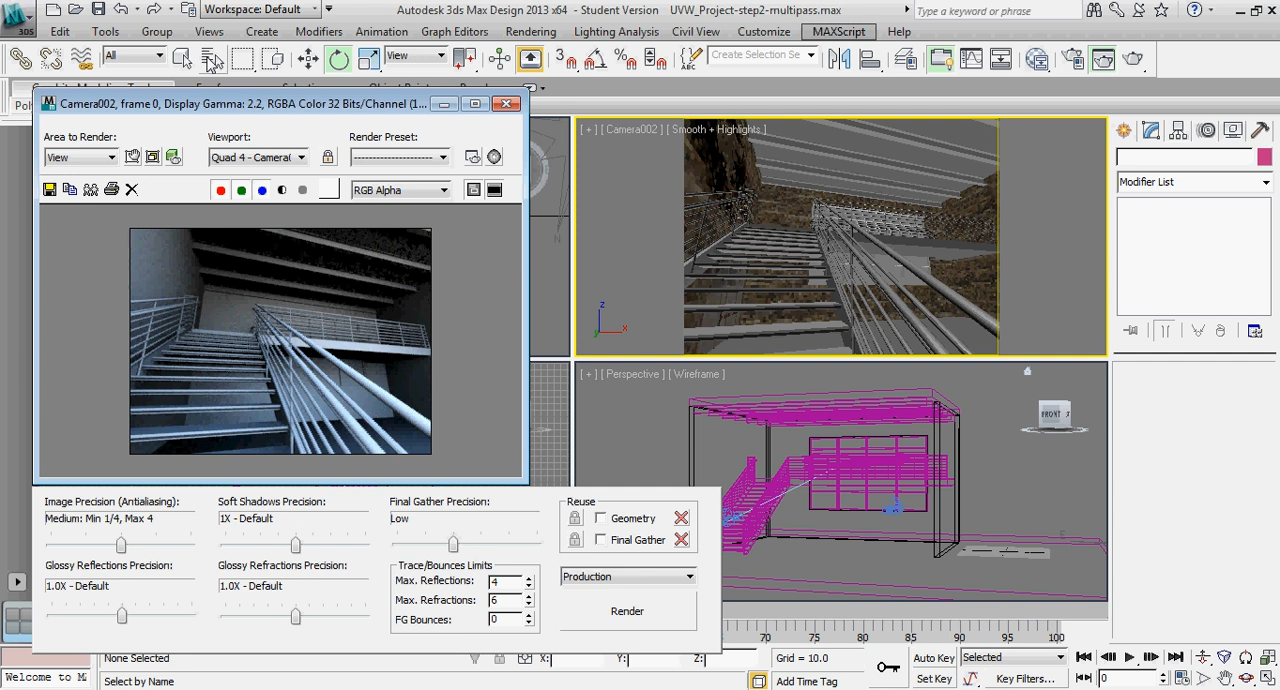 Workspace: Default
Autodesk 3ds Max Design 2013 x64 - Student Version UVW_Project-step2-multipass.max
Type a keyword or phrase
3DS
Edit Tools Group Views Create Modifiers Animation Graph Editors Rendering Lighting Analysis Civil View Customize MAXScript Help
All
View
3
ABC
Create Selection Se
Camera002, frame 0, Display Gamma: 2.2, RGBA Color 32 Bits/Channel (1...
Area to Render: Viewport: Render Preset:
View Quad 4 - Camera(
RGB Alpha
[ + ] [ Camera002 ] [ Smooth + Highlights ]
z
x
y
[ + ] [ Perspective ] [ Wireframe ]
FRONT
Modifier List
Image Precision (Antialiasing): Soft Shadows Precision: Final Gather Precision: Reuse
Medium: Min 1/4, Max 4 1X - Default Low Geometry
Final Gather
Glossy Reflections Precision: Glossy Refractions Precision: Trace/Bounces Limits
1.0X - Default 1.0X - Default Max. Reflections: 4 Production
Max. Refractions: 6 Render
FG Bounces: 0
70 75 80 85 90 95 100
None Selected X: Y: Z: Grid = 10.0 Auto Key Selected
Welcome to M Select by Name Add Time Tag Set Key Key Filters... 0